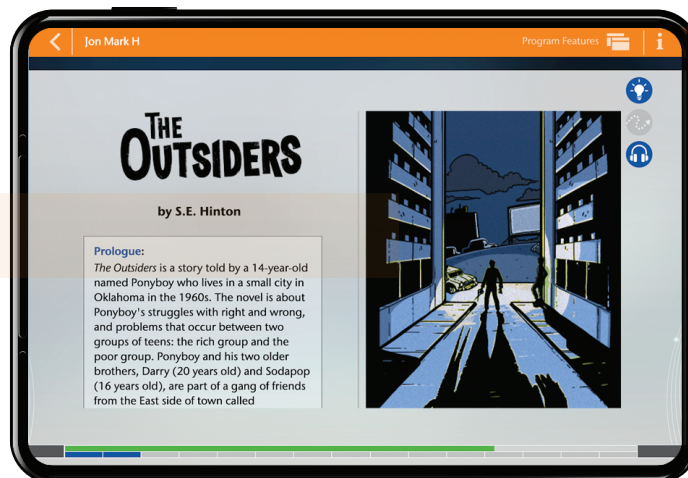 Jon Mark H
Program Features
i
THE
OUTSIDERS
by S.E. Hinton
Prologue:
The Outsiders is a story told by a 14-year-old
named Ponyboy who lives in a small city in
Oklahoma in the 1960s. The novel is about
Ponyboy's struggles with right and wrong,
and problems that occur between two
groups of teens: the rich group and the
poor group. Ponyboy and his two older
brothers, Darry (20 years old) and Sodapop
(16 years old), are part of a gang of friends
from the East side of town called